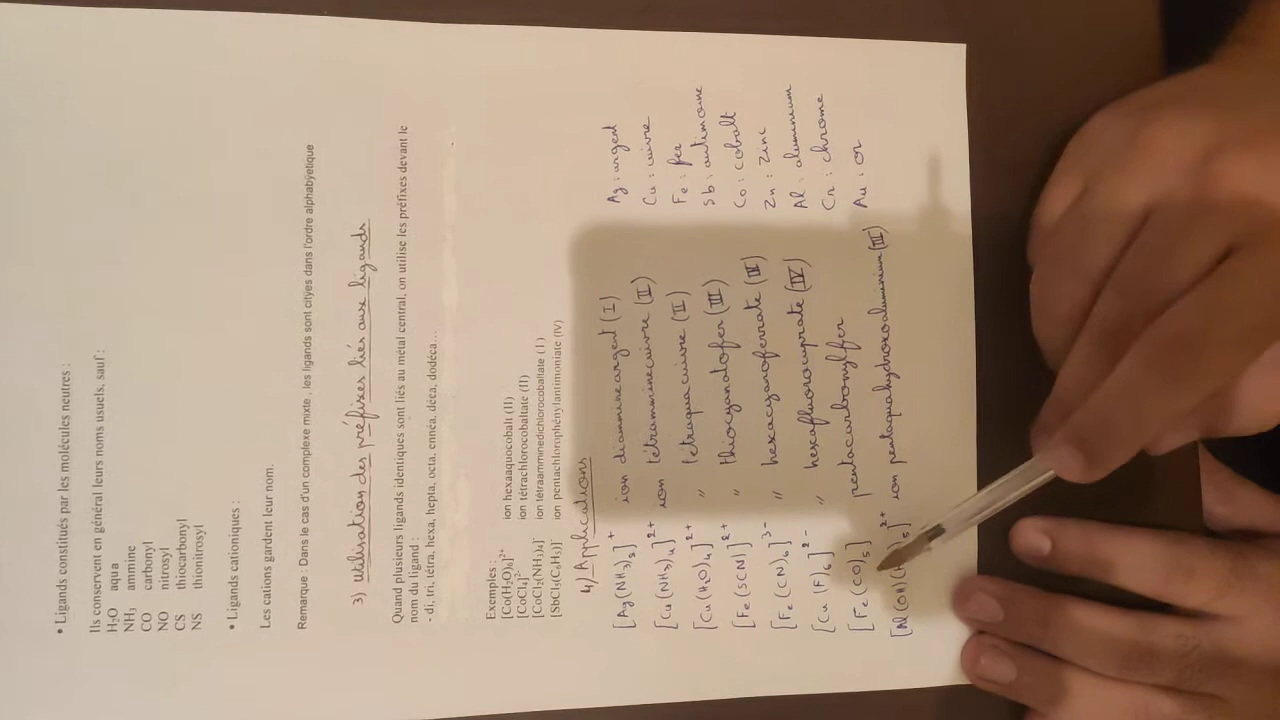 • Ligands constitués par les molécules neutres :
Ils conservent en général leurs noms usuels, sauf :
H₂O aqua
NH₃ ammine
CO carbonyl
NO nitrosyl
CS thiocarbonyl
NS thionitrosyl
• Ligands cationiques :
Les cations gardent leur nom.
Remarque : Dans le cas d'un complexe mixte , les ligands sont cityes dans l'ordre alphabyetique
3) Utilisation des préfixes liés aux ligands
Quand plusieurs ligands identiques sont liés au métal central, on utilise les préfixes devant le
nom du ligand :
- di, tri, tétra, hexa, hepta, octa, ennéa, déca, dodéca..
Exemples :
[Co(H₂O)₆]²⁺ ion hexaaquocobalt (II)
[CoCl₄]²⁻ ion tétrachlorocobaltate (II)
[CoCl₂(NH₃)₄]⁻ ion tétraamminedichlorocobaltate (I)
[SbCl₅(C₆H₅)]⁻ ion pentachlorophénylantimoniate (IV)
4) Applications
[Ag(NH₃)₂]⁺ ion diammineargent (I) Ag : argent
[Cu(NH₃)₄]²⁺ ion tétramminecuivre (II) Cu : cuivre
[Cu(H₂O)₄]²⁺ " tétraquacuivre (II) Fe : fer
[Fe(SCN)]²⁺ " thiocyanatofer (III) Sb : antimoine
[Fe(CN)₆]³⁻ " hexacyanoferrate (III) Co : cobalt
[Cu(F)₆]²⁻ " hexafluorocuprate (IV) Zn : Zinc
[Fe(CO)₅] pentacarbonylfer Al : aluminium
[Al(OH)(H ion pentaquahydroxoaluminium (III) Cr : chrome
Au : or